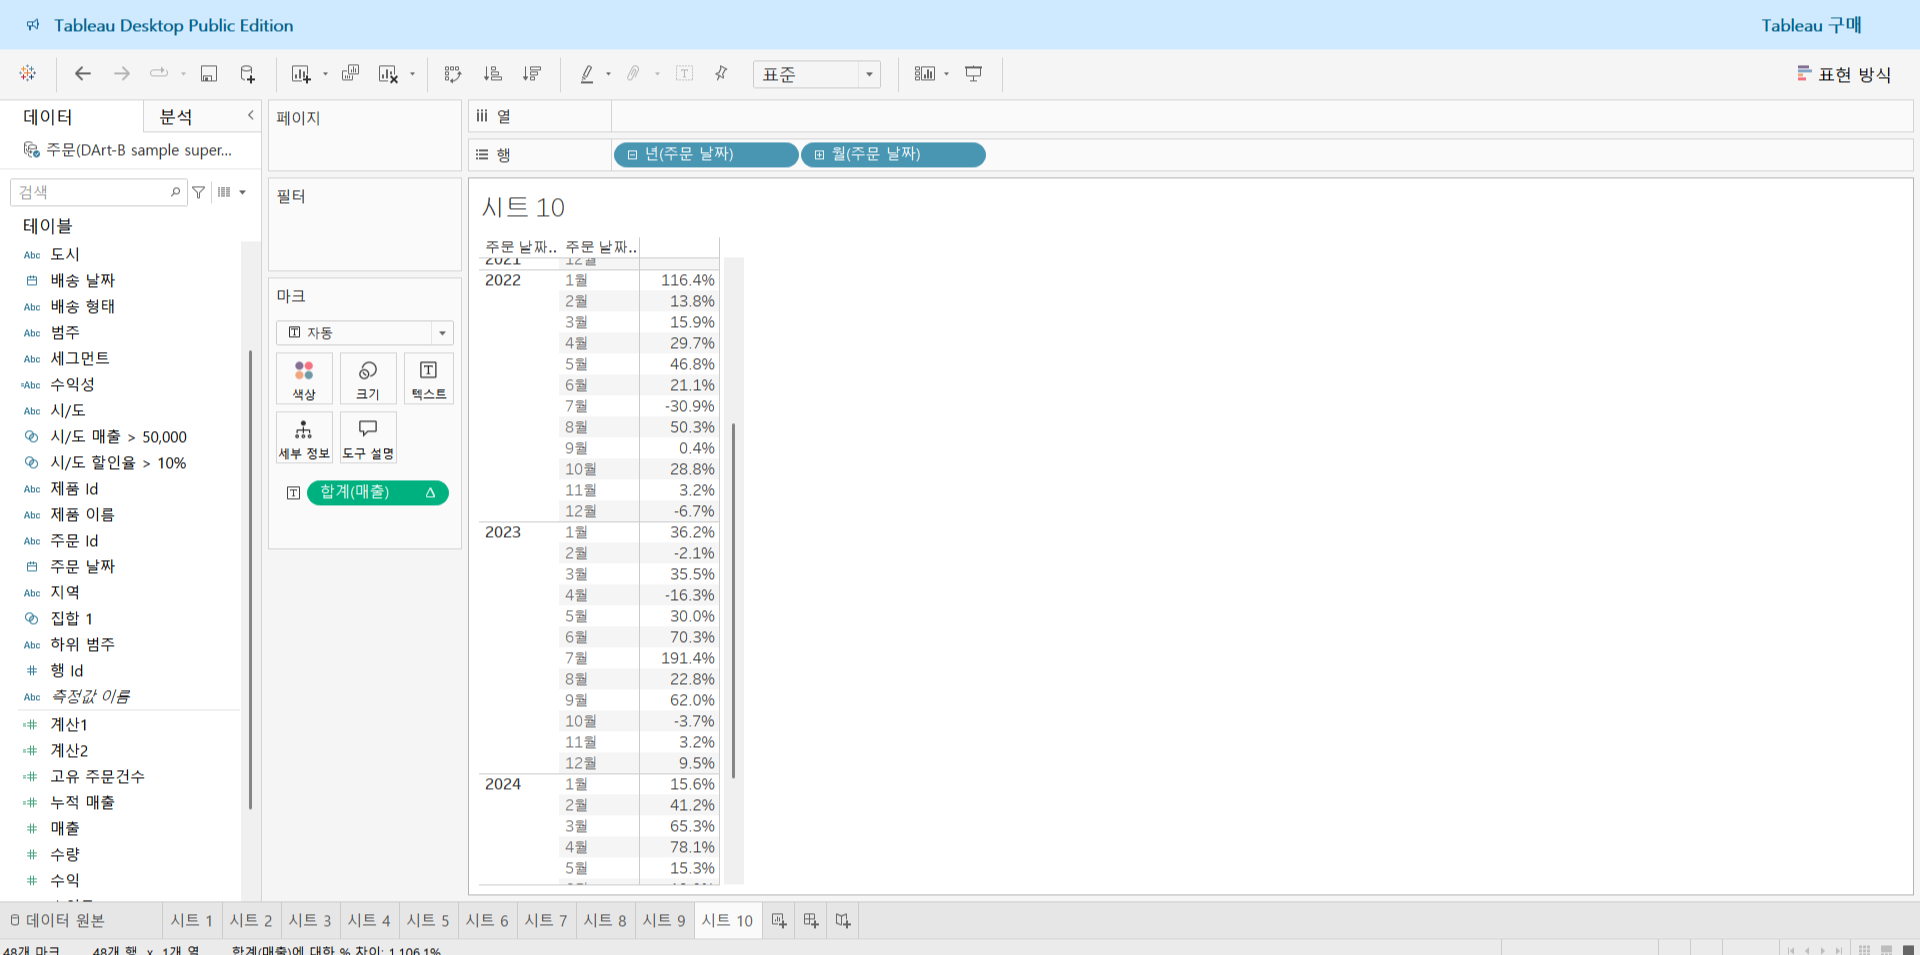 Tableau Desktop Public Edition
Tableau 구매
표준
표현 방식
데이터
분석
주문(DArt-B sample super...
검색
테이블
Abc 도시
배송 날짜
Abc 배송 형태
Abc 범주
Abc 세그먼트
=Abc 수익성
Abc 시/도
시/도 매출 > 50,000
시/도 할인율 > 10%
Abc 제품 Id
Abc 제품 이름
Abc 주문 Id
주문 날짜
Abc 지역
집합 1
Abc 하위 범주
# 행 Id
Abc 측정값 이름
=# 계산1
=# 계산2
=# 고유 주문건수
=# 누적 매출
# 매출
# 수량
# 수익
페이지
필터
마크
자동
색상
크기
텍스트
세부 정보
도구 설명
합계(매출) Δ
열
행
년(주문 날짜)
월(주문 날짜)
시트 10
주문 날짜.. 주문 날짜..
2021 12월
2022 1월 116.4%
2월 13.8%
3월 15.9%
4월 29.7%
5월 46.8%
6월 21.1%
7월 -30.9%
8월 50.3%
9월 0.4%
10월 28.8%
11월 3.2%
12월 -6.7%
2023 1월 36.2%
2월 -2.1%
3월 35.5%
4월 -16.3%
5월 30.0%
6월 70.3%
7월 191.4%
8월 22.8%
9월 62.0%
10월 -3.7%
11월 3.2%
12월 9.5%
2024 1월 15.6%
2월 41.2%
3월 65.3%
4월 78.1%
5월 15.3%
데이터 원본
시트 1
시트 2
시트 3
시트 4
시트 5
시트 6
시트 7
시트 8
시트 9
시트 10
48개 마크 48개 행 x 1개 열 합계(매출)에 대한 % 차이: 1,106.1%